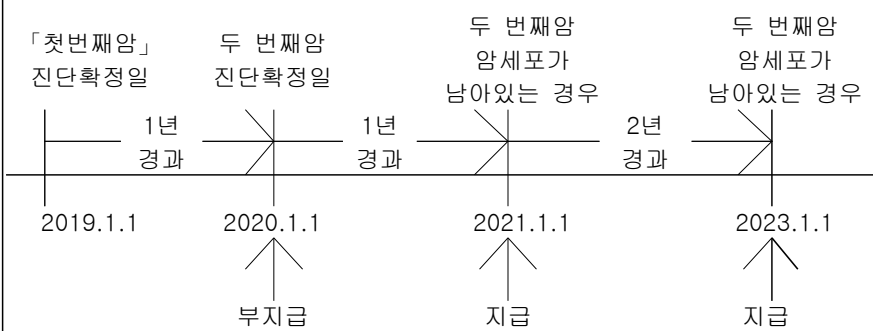 「첫번째암」
진단확정일
두 번째암
진단확정일
두 번째암
암세포가
남아있는 경우
두 번째암
암세포가
남아있는 경우
1년
경과
1년
경과
2년
경과
2019.1.1
2020.1.1
2021.1.1
2023.1.1
부지급
지급
지급